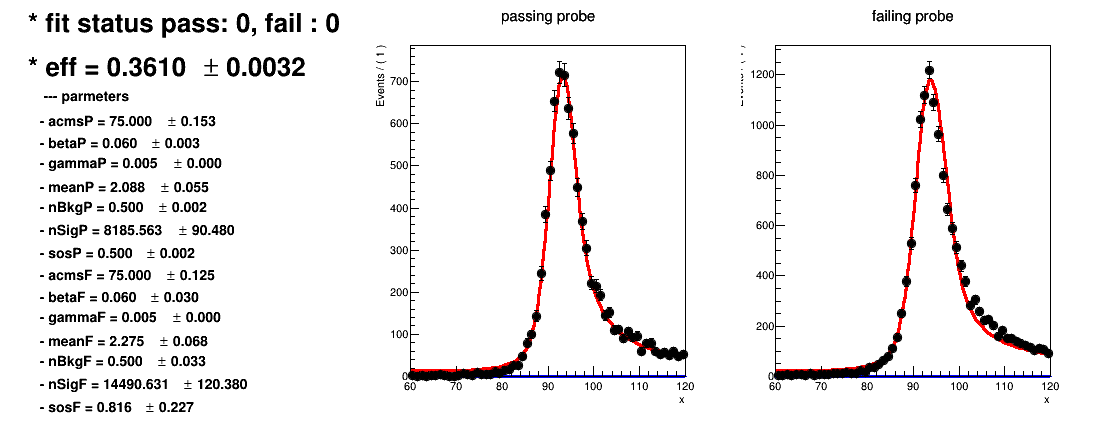 * fit status pass: 0, fail : 0
* eff = 0.3610 ± 0.0032
--- parmeters
- acmsP = 75.000 ± 0.153
- betaP = 0.060 ± 0.003
- gammaP = 0.005 ± 0.000
- meanP = 2.088 ± 0.055
- nBkgP = 0.500 ± 0.002
- nSigP = 8185.563 ± 90.480
- sosP = 0.500 ± 0.002
- acmsF = 75.000 ± 0.125
- betaF = 0.060 ± 0.030
- gammaF = 0.005 ± 0.000
- meanF = 2.275 ± 0.068
- nBkgF = 0.500 ± 0.033
- nSigF = 14490.631 ± 120.380
- sosF = 0.816 ± 0.227
passing probe
Events / ( 1 )
700
600
500
400
300
200
100
0
60 70 80 90 100 110 120
x
failing probe
1200
1000
800
600
400
200
0
60 70 80 90 100 110 120
x